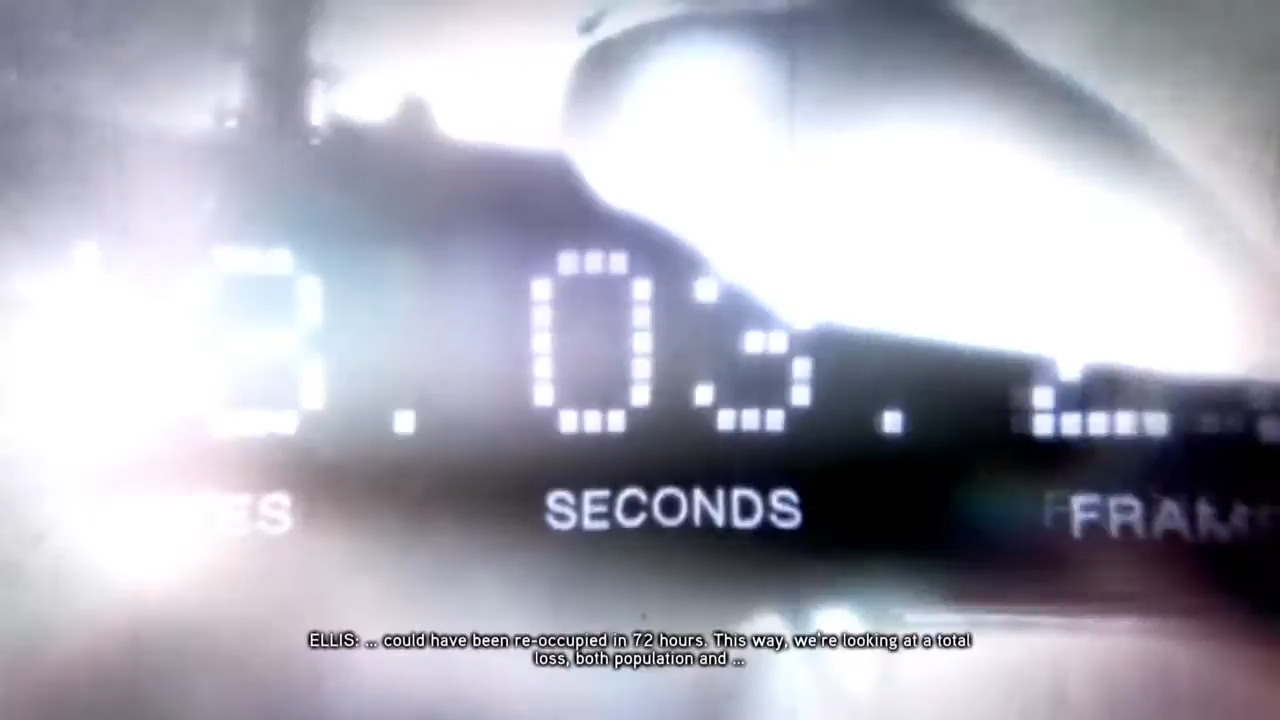 03.
SECONDS
ELLIS: ... could have been re-occupied in 72 hours. This way, we're looking at a total
loss, both population and ...